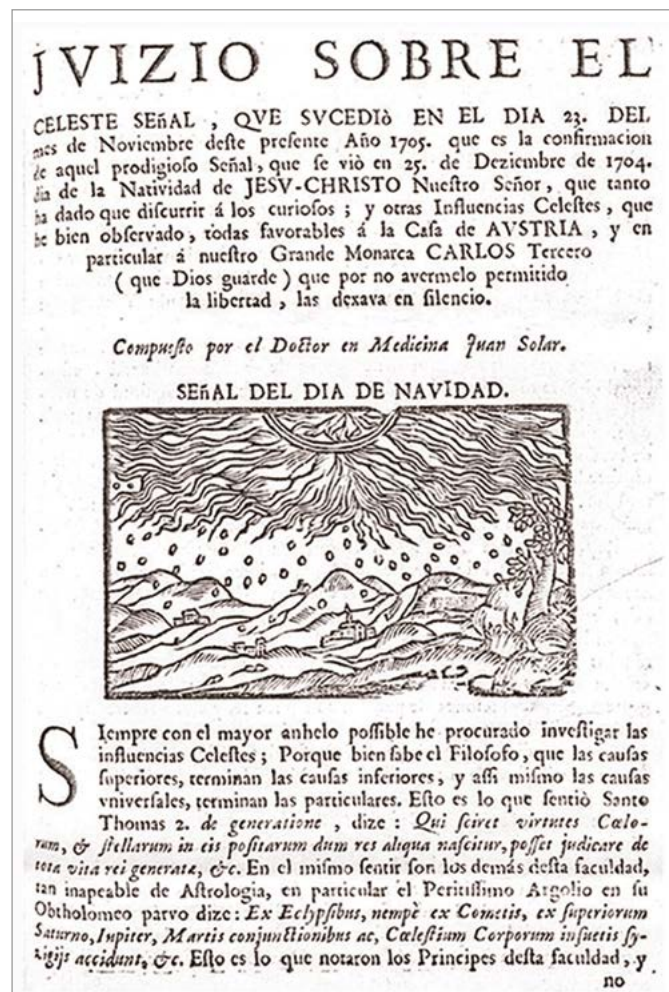 JVIZIO SOBRE EL
CELESTE SEñAL , QVE SVCEDIò EN EL DIA 23. DEL
mes de Noviembre deſte preſente Año 1705. que es la confirmacion
de aquel prodigioſo Señal, que ſe viò en 25. de Deziembre de 1704.
dia de la Natividad de JESV-CHRISTO Nueſtro Señor, que tanto
ha dado que diſcurrir á los curioſos ; y otras Influencias Celeſtes , que
he bien obſervado, todas favorables á la Caſa de AVSTRIA , y en
particular á nueſtro Grande Monarca CARLOS Tercero
( que Dios guarde ) que por no avermelo permitido
la libertad , las dexava en ſilencio.
Compueſto por el Doctor en Medicina Juan Solar.
SEñAL DEL DIA DE NAVIDAD.
SIempre con el mayor anhelo poſſible he procurado inveſtigar las
influencias Celeſtes ; Porque bien ſabe el Filoſofo, que las cauſas
ſuperiores, terminan las cauſas inferiores, y aſſi miſmo las cauſas
vniverſales, terminan las particulares. Eſto es lo que ſentiò Santo
Thomas 2. de generatione , dize : Qui ſciret virtutes Cœlo-
rum, & ſtellarum in eis poſitarum dum res aliqua naſcitur, poſſet judicare de
tota vita rei generatæ, &c. En el miſmo ſentir ſon los demás deſta faculdad,
tan inapeable de Aſtrologia, en particular el Peritiſſimo Argolio en ſu
Obtholomeo parvo dize : Ex Eclypſibus, nempè ex Cometis, ex ſuperiorum
Saturno, Iupiter, Martis conjunctionibus ac, Cœleſtium Corporum inſuetis ſy-
zigijs accidunt, &c. Eſto es lo que notaron los Principes deſta faculdad, y
no